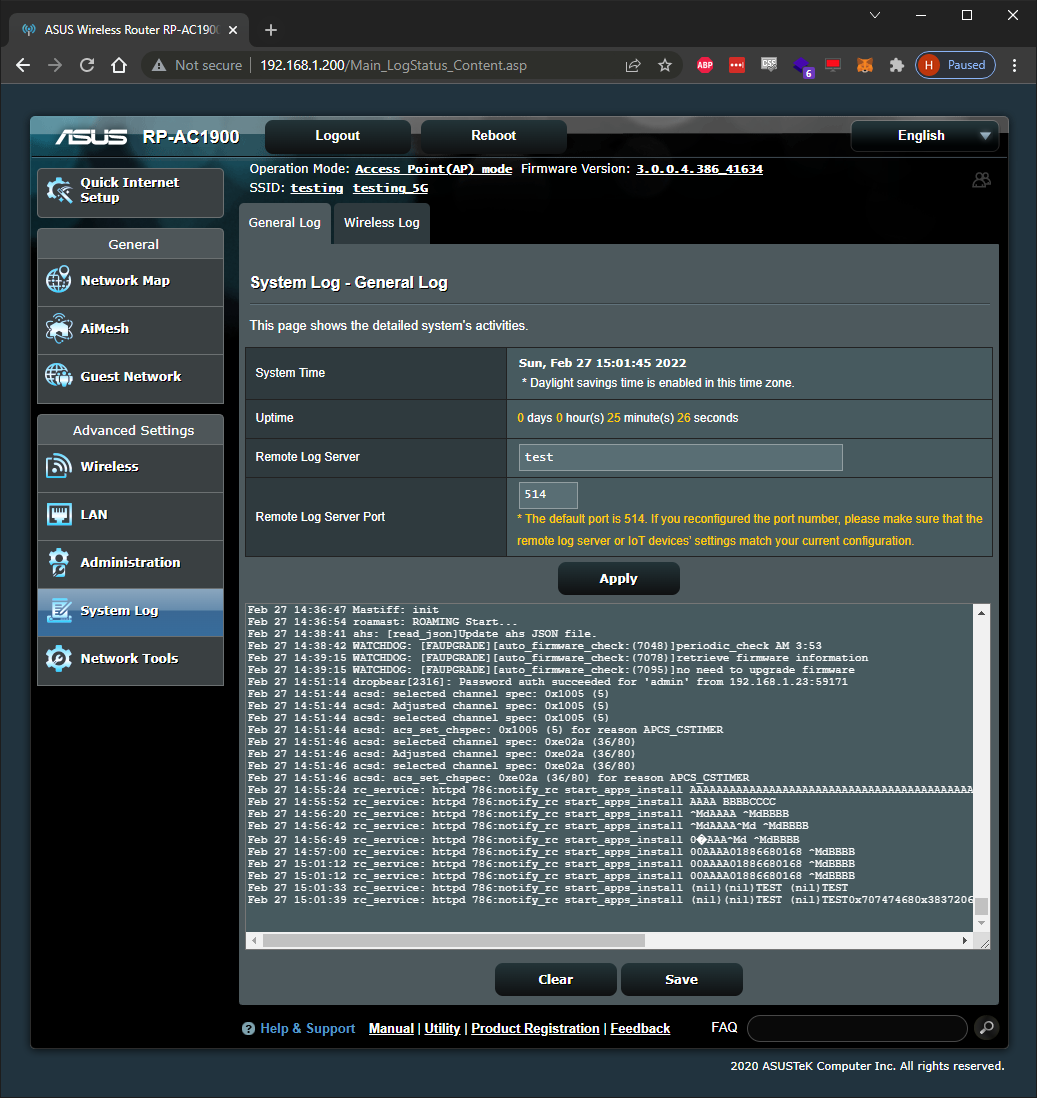 ASUS Wireless Router RP-AC1900
Not secure | 192.168.1.200/Main_LogStatus_Content.asp
ABP
CSP
6
H Paused
ASUS RP-AC1900 Logout Reboot English
Operation Mode: Access Point(AP) mode Firmware Version: 3.0.0.4.386_41634
SSID: testing testing_5G
Quick Internet
Setup
General
Network Map
AiMesh
Guest Network
Advanced Settings
Wireless
LAN
Administration
System Log
Network Tools
General Log Wireless Log
System Log - General Log
This page shows the detailed system's activities.
System Time Sun, Feb 27 15:01:45 2022
* Daylight savings time is enabled in this time zone.
Uptime 0 days 0 hour(s) 25 minute(s) 26 seconds
Remote Log Server test
Remote Log Server Port 514
* The default port is 514. If you reconfigured the port number, please make sure that the
remote log server or IoT devices' settings match your current configuration.
Apply
Feb 27 14:36:47 Mastiff: init
Feb 27 14:36:54 roamast: ROAMING Start...
Feb 27 14:38:41 ahs: [read_json]Update ahs JSON file.
Feb 27 14:38:42 WATCHDOG: [FAUPGRADE][auto_firmware_check:(7048)]periodic_check AM 3:53
Feb 27 14:39:15 WATCHDOG: [FAUPGRADE][auto_firmware_check:(7078)]retrieve firmware information
Feb 27 14:39:15 WATCHDOG: [FAUPGRADE][auto_firmware_check:(7095)]no need to upgrade firmware
Feb 27 14:51:14 dropbear[2316]: Password auth succeeded for 'admin' from 192.168.1.23:59171
Feb 27 14:51:44 acsd: selected channel spec: 0x1005 (5)
Feb 27 14:51:44 acsd: Adjusted channel spec: 0x1005 (5)
Feb 27 14:51:44 acsd: selected channel spec: 0x1005 (5)
Feb 27 14:51:44 acsd: acs_set_chspec: 0x1005 (5) for reason APCS_CSTIMER
Feb 27 14:51:46 acsd: selected channel spec: 0xe02a (36/80)
Feb 27 14:51:46 acsd: Adjusted channel spec: 0xe02a (36/80)
Feb 27 14:51:46 acsd: selected channel spec: 0xe02a (36/80)
Feb 27 14:51:46 acsd: acs_set_chspec: 0xe02a (36/80) for reason APCS_CSTIMER
Feb 27 14:55:24 rc_service: httpd 786:notify_rc start_apps_install AAAAAAAAAAAAAAAAAAAAAAAAAAAAAAAAAAAAAAAAAAA
Feb 27 14:55:52 rc_service: httpd 786:notify_rc start_apps_install AAAA BBBBCCCC
Feb 27 14:56:20 rc_service: httpd 786:notify_rc start_apps_install ^MdAAAA ^MdBBBB
Feb 27 14:56:42 rc_service: httpd 786:notify_rc start_apps_install ^MdAAAA^Md ^MdBBBB
Feb 27 14:56:49 rc_service: httpd 786:notify_rc start_apps_install 0�AAA^Md ^MdBBBB
Feb 27 14:57:00 rc_service: httpd 786:notify_rc start_apps_install 00AAAA01886680168 ^MdBBBB
Feb 27 15:01:12 rc_service: httpd 786:notify_rc start_apps_install 00AAAA01886680168 ^MdBBBB
Feb 27 15:01:12 rc_service: httpd 786:notify_rc start_apps_install 00AAAA01886680168 ^MdBBBB
Feb 27 15:01:33 rc_service: httpd 786:notify_rc start_apps_install (nil)(nil)TEST (nil)TEST
Feb 27 15:01:39 rc_service: httpd 786:notify_rc start_apps_install (nil)(nil)TEST (nil)TEST0x707474680x3837206
Clear Save
Help & Support Manual | Utility | Product Registration | Feedback FAQ
2020 ASUSTeK Computer Inc. All rights reserved.